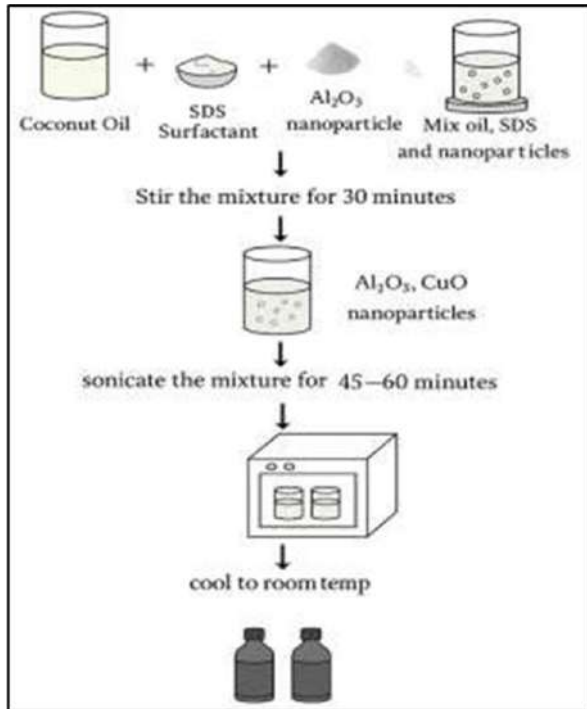 Coconut Oil
+
SDS
Surfactant
+
Al₂O₃
nanoparticle
Mix oil, SDS
and nanoparticles
Stir the mixture for 30 minutes
Al₂O₃, CuO
nanoparticles
sonicate the mixture for 45—60 minutes
cool to room temp